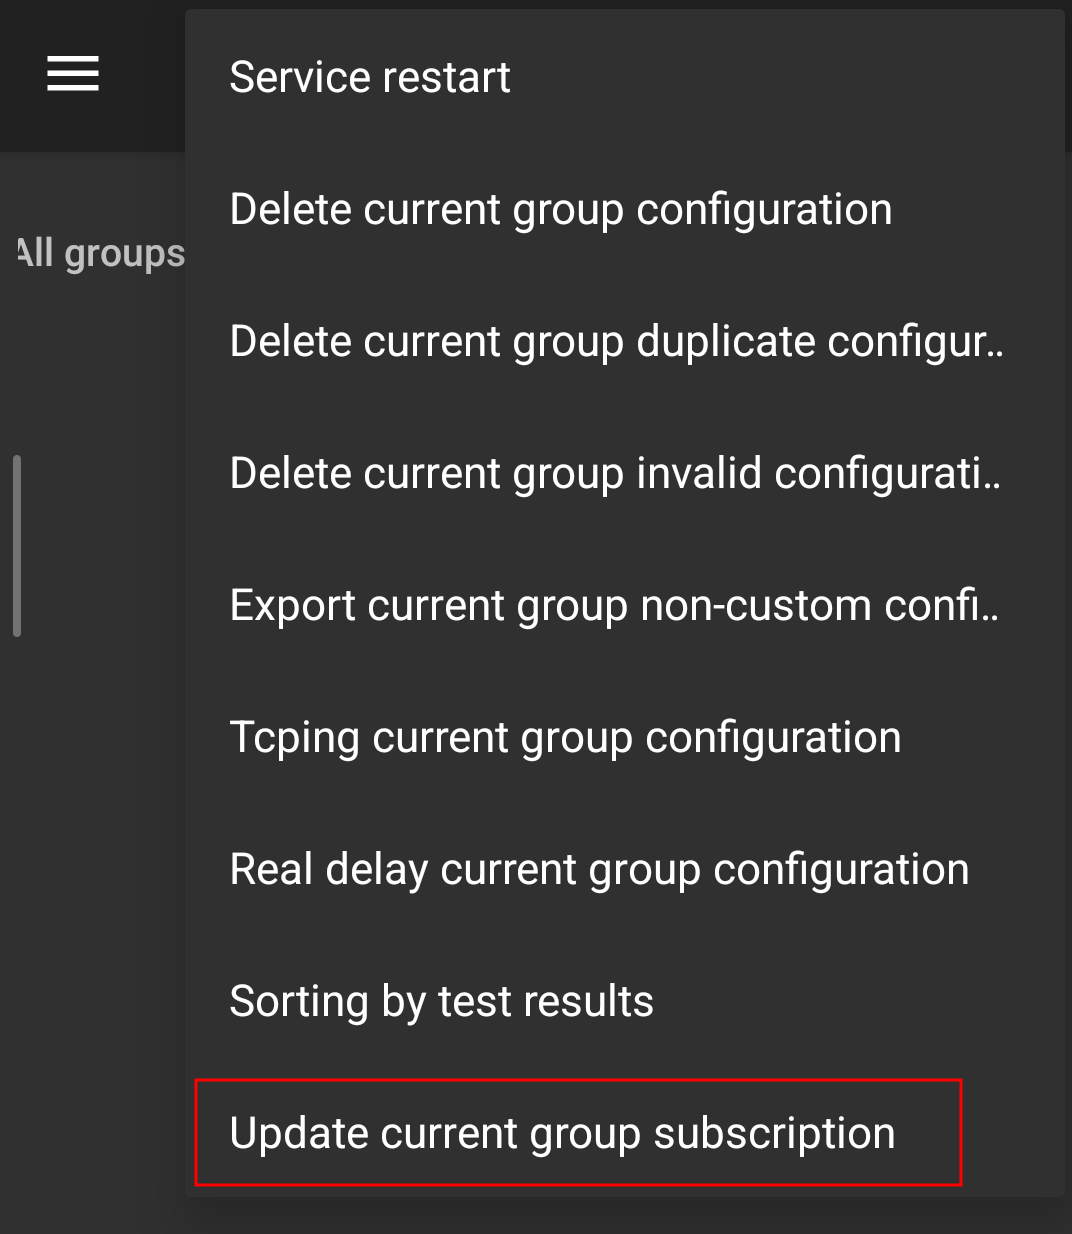 Service restart
Delete current group configuration
All groups
Delete current group duplicate configur..
Delete current group invalid configurati..
Export current group non-custom confi..
Tcping current group configuration
Real delay current group configuration
Sorting by test results
Update current group subscription